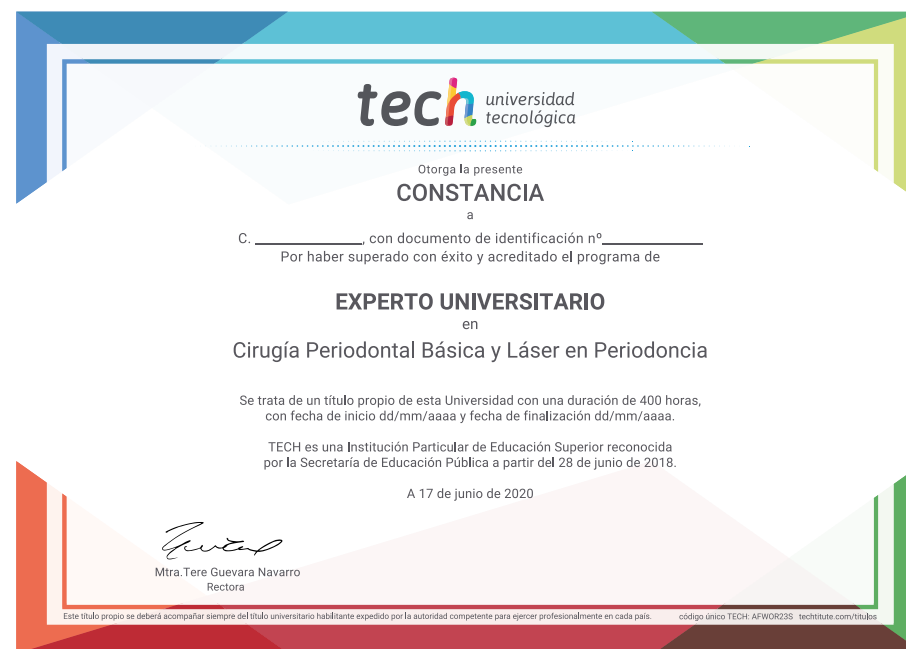 tech universidad
tecnológica
Otorga la presente
CONSTANCIA
a
C. ______________, con documento de identificación nº_____________
Por haber superado con éxito y acreditado el programa de
EXPERTO UNIVERSITARIO
en
Cirugía Periodontal Básica y Láser en Periodoncia
Se trata de un título propio de esta Universidad con una duración de 400 horas,
con fecha de inicio dd/mm/aaaa y fecha de finalización dd/mm/aaaa.
TECH es una Institución Particular de Educación Superior reconocida
por la Secretaría de Educación Pública a partir del 28 de junio de 2018.
A 17 de junio de 2020
Mtra.Tere Guevara Navarro
Rectora
Este título propio se deberá acompañar siempre del título universitario habilitante expedido por la autoridad competente para ejercer profesionalmente en cada país. código único TECH: AFWOR23S techtitute.com/titulos